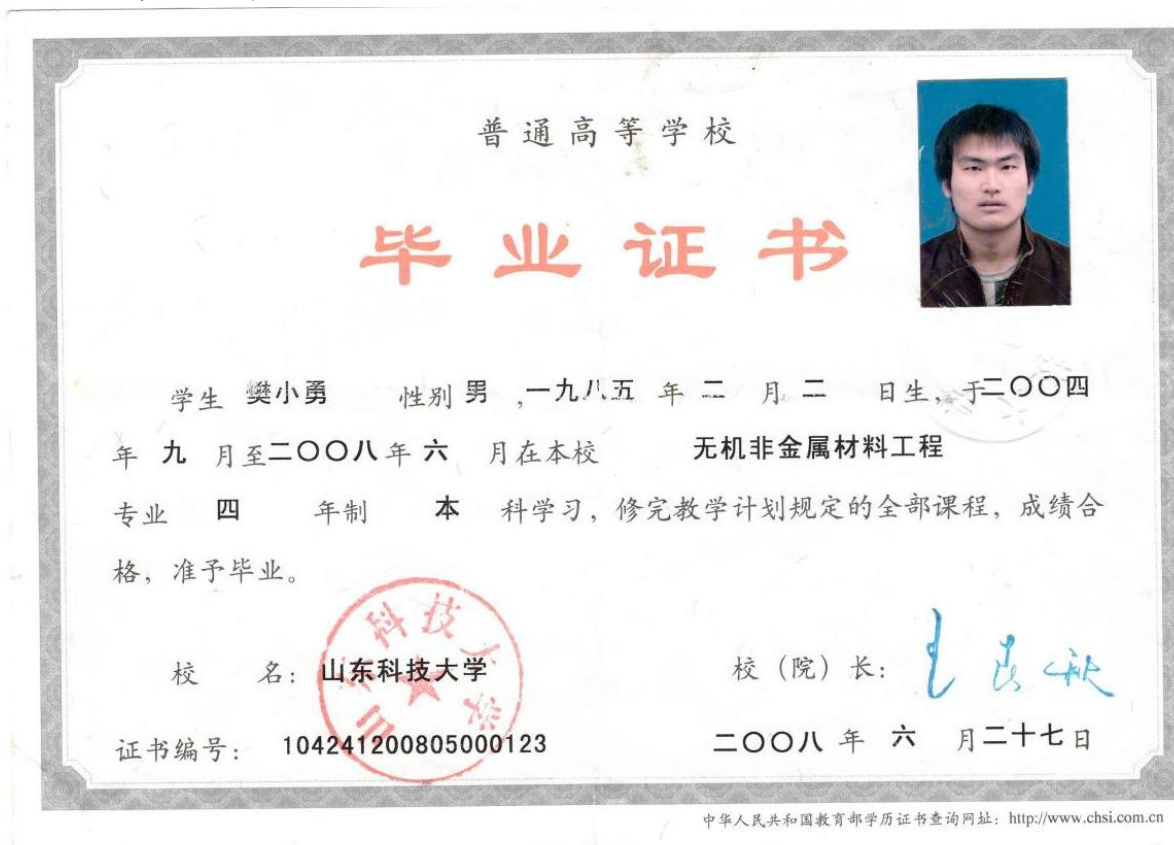 普通高等学校
毕业证书
学生 樊小勇 性别 男 ,一九八五 年 二 月 二 日生, 于二〇〇四
年 九 月至二〇〇八年 六 月在本校 无机非金属材料工程
专业 四 年制 本 科学习, 修完教学计划规定的全部课程, 成绩合
格, 准予毕业。
山东科技大学
校 名: 山东科技大学 校 (院) 长:
证书编号: 104241200805000123 二〇〇八 年 六 月二十七日
中华人民共和国教育部学历证书查询网址: http://www.chsi.com.cn